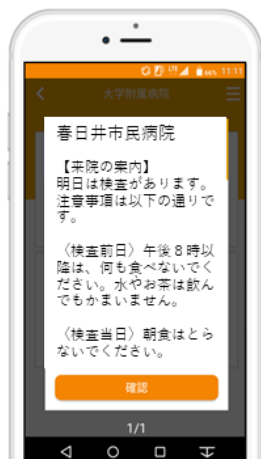 LTE 66% 11:11
大学附属病院
春日井市民病院
【来院の案内】
明日は検査があります。
注意事項は以下の通りで
す。
〈検査前日〉午後８時以
降は、何も食べないでく
ださい。水やお茶は飲ん
でもかまいません。
〈検査当日〉朝食はとら
ないでください。
確認
1/1